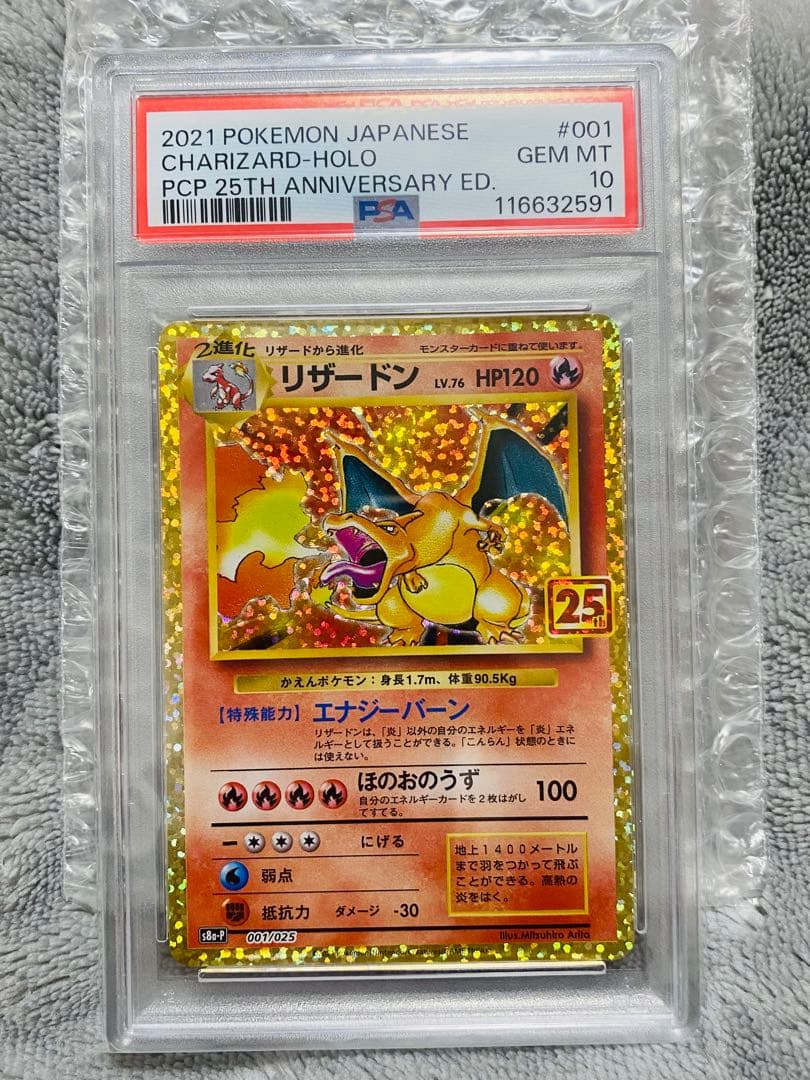 2021 POKEMON JAPANESE #001
CHARIZARD-HOLO GEM MT
PCP 25TH ANNIVERSARY ED. 10
PSA 116632591
2進化 リザードから進化 モンスターカードに重ねて使います。
リザードン LV.76 HP120
25th
かえんポケモン：身長1.7m、体重90.5Kg
【特殊能力】エナジーバーン
リザードンは、「炎」以外の自分のエネルギーを「炎」エネ
ルギーとして扱うことができる。「こんらん」状態のときに
は使えない。
ほのおのうず 100
自分のエネルギーカードを２枚はがし
てすてる。
にげる
弱点
抵抗力 ダメージ -30
地上１４００メートル
まで羽をつかって飛ぶ
ことができる。高熱の
炎をはく。
Illus.Mitsuhiro Arita
s8a-P 001/025